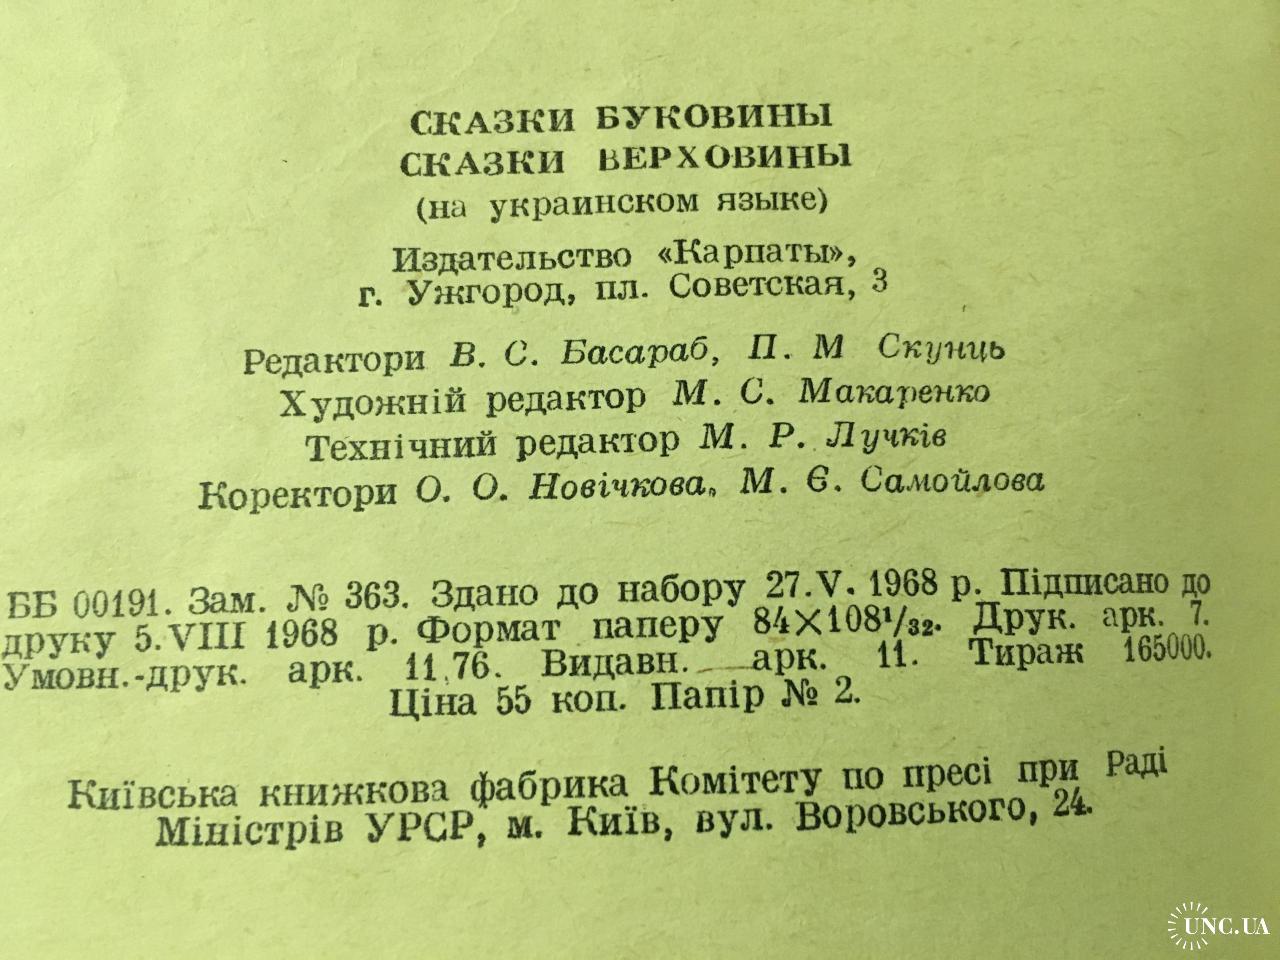 СКАЗКИ БУКОВИНЫ
СКАЗКИ ВЕРХОВИНЫ
(на украинском языке)
Издательство «Карпаты»,
г. Ужгород, пл. Советская, 3
Редактори В. С. Басараб, П. М Скунць
Художній редактор М. С. Макаренко
Технічний редактор М. Р. Лучків
Коректори О. О. Новічкова, М. Є. Самойлова
ББ 00191. Зам. № 363. Здано до набору 27.V. 1968 р. Підписано до
друку 5.VIII 1968 р. Формат паперу 84×108¹/₃₂. Друк. арк. 7.
Умовн.-друк. арк. 11,76. Видавн. арк. 11. Тираж 165000.
Ціна 55 коп. Папір № 2.
Київська книжкова фабрика Комітету по пресі при Раді
Міністрів УРСР, м. Київ, вул. Воровського, 24.
UNC.UA